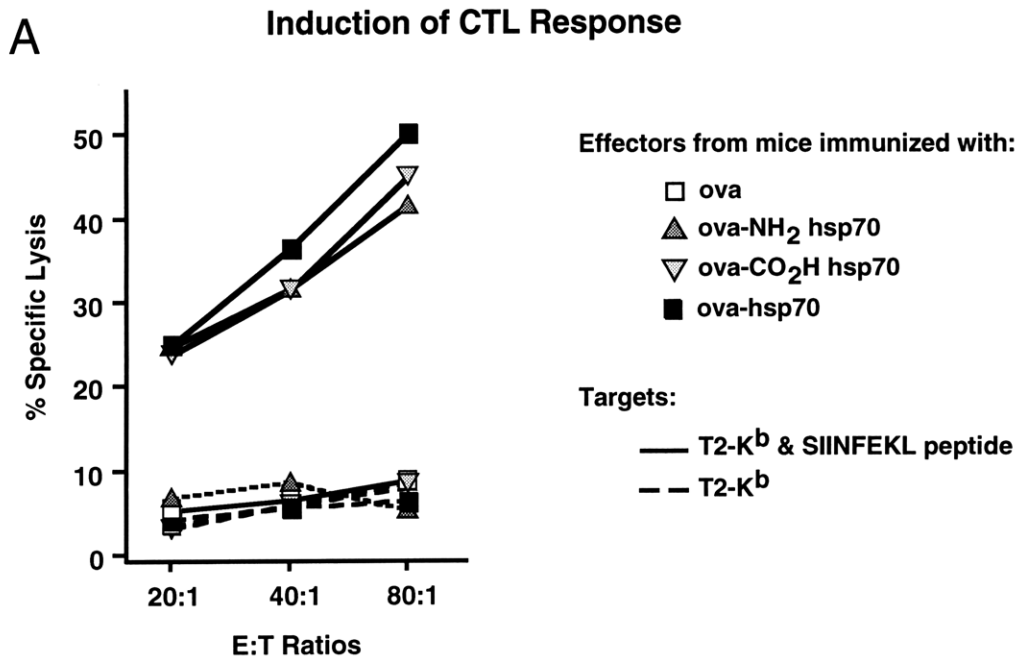 A
Induction of CTL Response
% Specific Lysis
50
40
30
20
10
0
20:1
40:1
80:1
E:T Ratios
Effectors from mice immunized with:
ova
ova-NH2 hsp70
ova-CO2H hsp70
ova-hsp70
Targets:
T2-Kb & SIINFEKL peptide
T2-Kb